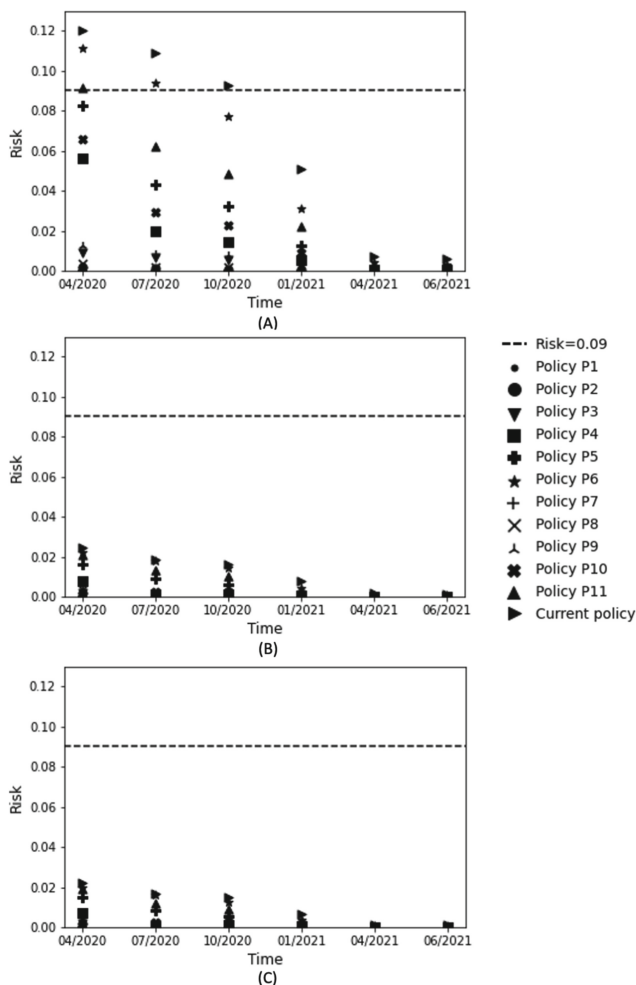 0.12
0.10
0.08
0.06
0.04
0.02
0.00
Risk
04/2020 07/2020 10/2020 01/2021 04/2021 06/2021
Time
(A)
0.12
0.10
0.08
0.06
0.04
0.02
0.00
Risk
04/2020 07/2020 10/2020 01/2021 04/2021 06/2021
Time
(B)
Risk=0.09
Policy P1
Policy P2
Policy P3
Policy P4
Policy P5
Policy P6
Policy P7
Policy P8
Policy P9
Policy P10
Policy P11
Current policy
0.12
0.10
0.08
0.06
0.04
0.02
0.00
Risk
04/2020 07/2020 10/2020 01/2021 04/2021 06/2021
Time
(C)